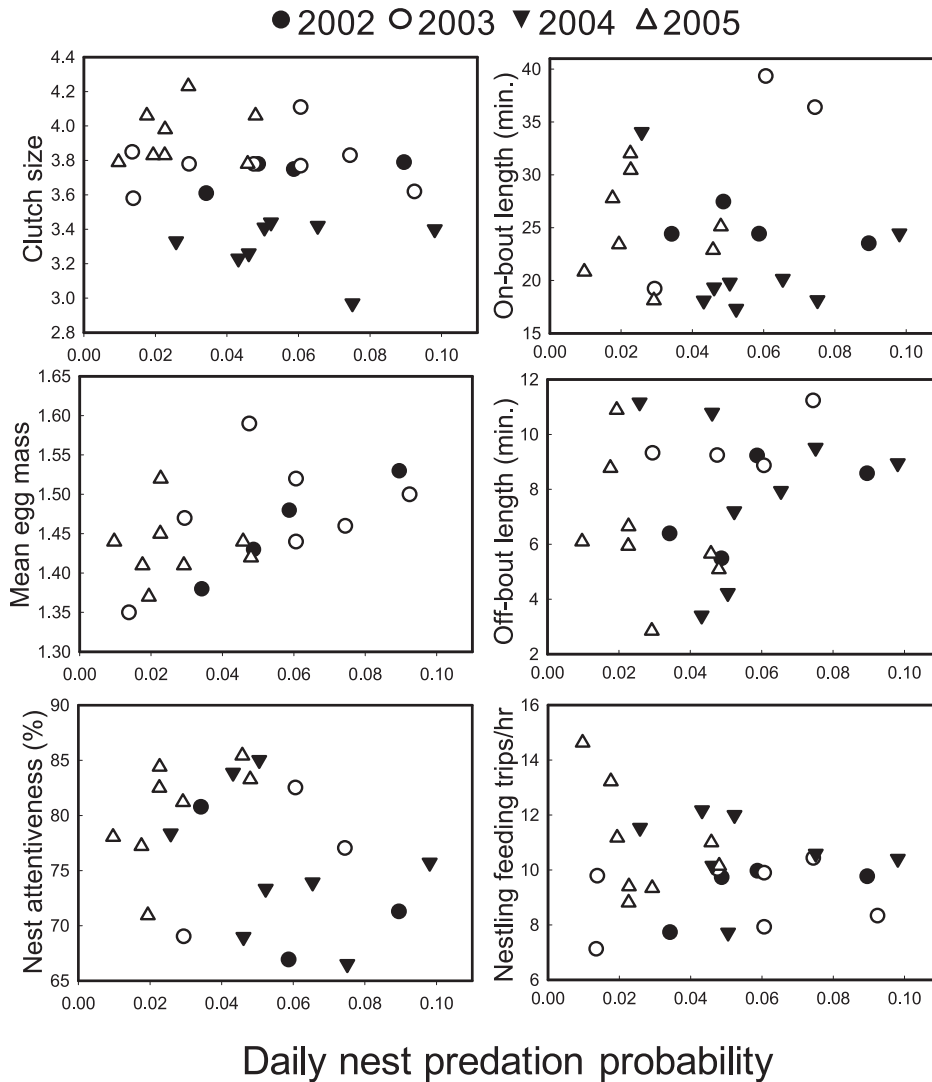 2002 2003 2004 2005
Clutch size
4.4
4.2
4.0
3.8
3.6
3.4
3.2
3.0
2.8
0.00 0.02 0.04 0.06 0.08 0.10
On-bout length (min.)
40
35
30
25
20
15
0.00 0.02 0.04 0.06 0.08 0.10
Mean egg mass
1.65
1.60
1.55
1.50
1.45
1.40
1.35
1.30
0.00 0.02 0.04 0.06 0.08 0.10
Off-bout length (min.)
12
10
8
6
4
2
0.00 0.02 0.04 0.06 0.08 0.10
Nest attentiveness (%)
90
85
80
75
70
65
0.00 0.02 0.04 0.06 0.08 0.10
Nestling feeding trips/hr
16
14
12
10
8
6
0.00 0.02 0.04 0.06 0.08 0.10
Daily nest predation probability